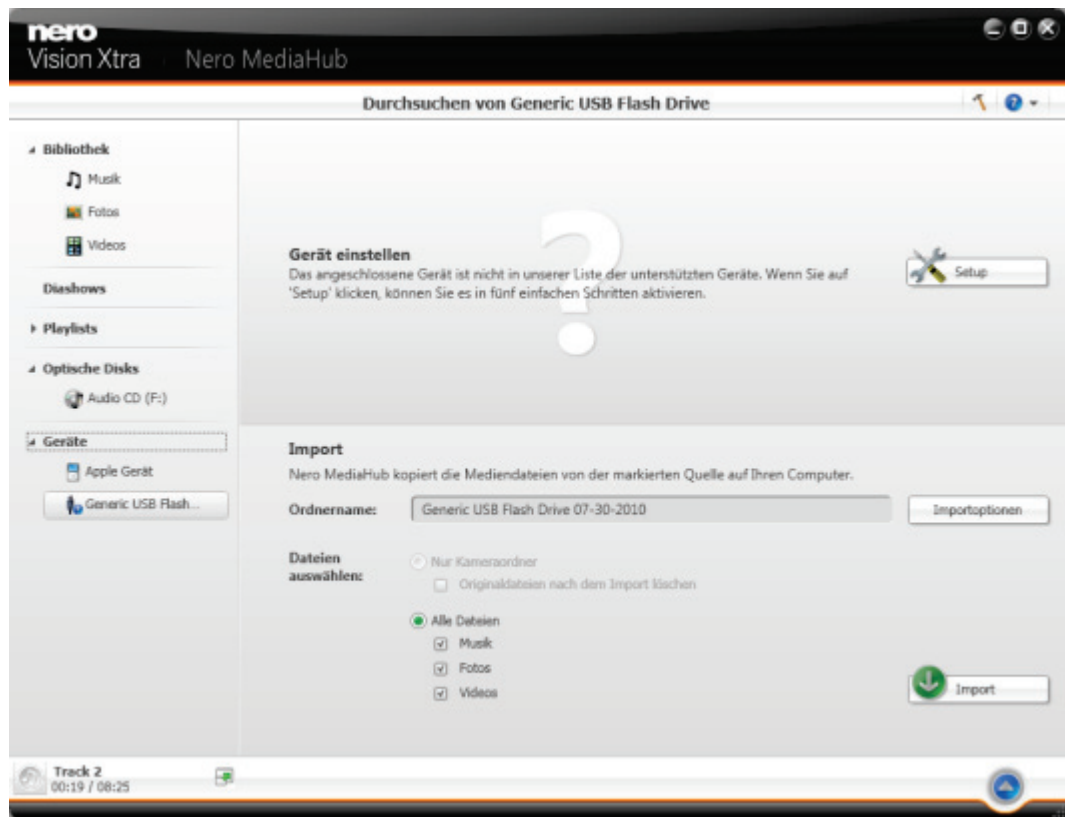 nero
Vision Xtra Nero MediaHub
Durchsuchen von Generic USB Flash Drive
Bibliothek
Musik
Fotos
Videos
Diashows
Playlists
Optische Disks
Audio CD (F:)
Geräte
Apple Gerät
Generic USB Flash...
Gerät einstellen
Das angeschlossene Gerät ist nicht in unserer Liste der unterstützten Geräte. Wenn Sie auf
'Setup' klicken, können Sie es in fünf einfachen Schritten aktivieren.
Setup
Import
Nero MediaHub kopiert die Mediendateien von der markierten Quelle auf Ihren Computer.
Ordnername: Generic USB Flash Drive 07-30-2010
Importoptionen
Dateien
auswählen:
Nur Kameraordner
Originaldateien nach dem Import löschen
Alle Dateien
Musik
Fotos
Videos
Import
Track 2
00:19 / 08:25